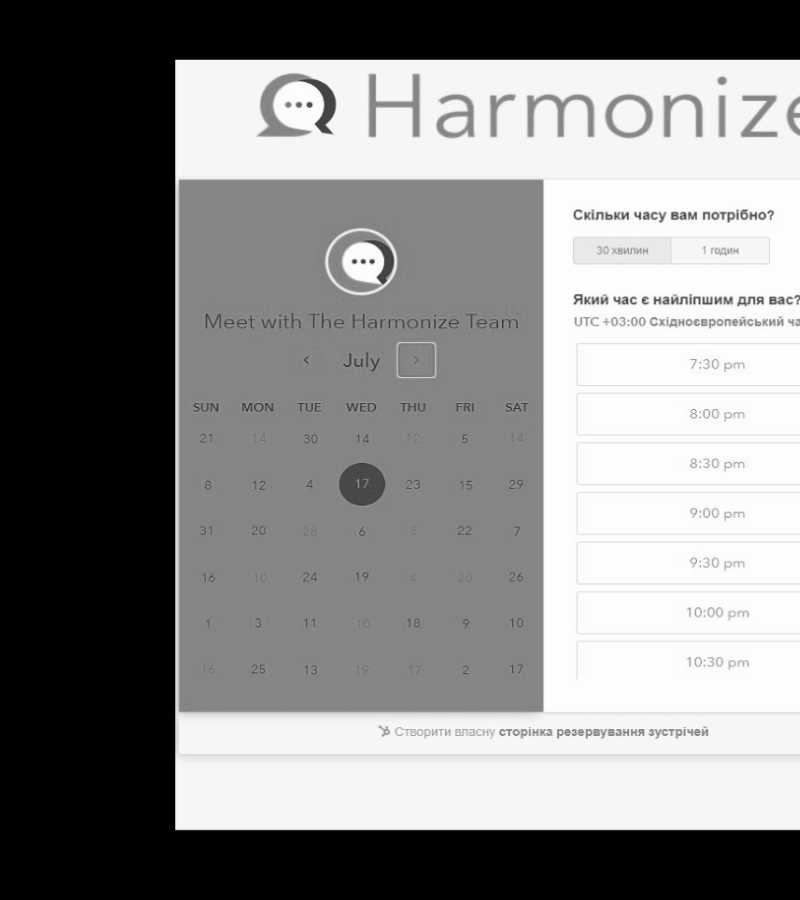 Harmonize
Meet with The Harmonize Team
July
SUN MON TUE WED THU FRI SAT
21 14 30 14 12 5 14
8 12 4 17 23 15 29
31 20 28 6 8 22 7
16 10 24 19 4 20 26
1 3 11 10 18 9 10
16 25 13 19 17 2 17
Скільки часу вам потрібно?
30 хвилин 1 годин
Який час є найліпшим для вас?
UTC +03:00 Східноєвропейський ча
7:30 pm
8:00 pm
8:30 pm
9:00 pm
9:30 pm
10:00 pm
10:30 pm
Створити власну сторінка резервування зустрічей